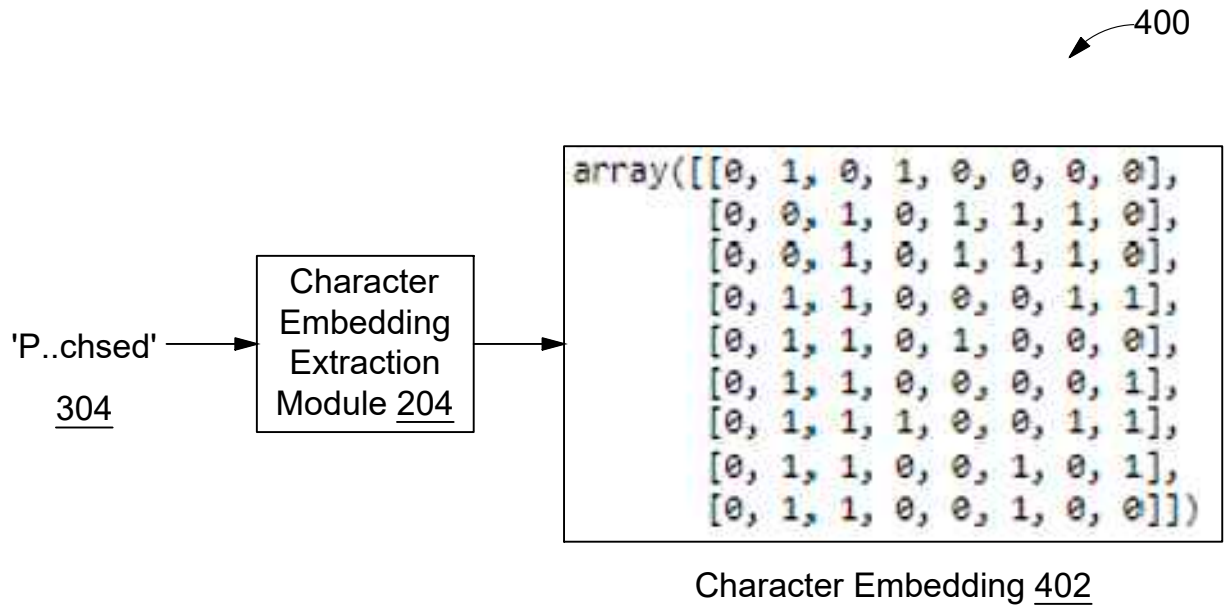 400
array([[0, 1, 0, 1, 0, 0, 0, 0],
[0, 0, 1, 0, 1, 1, 1, 0],
[0, 0, 1, 0, 1, 1, 1, 0],
[0, 1, 1, 0, 0, 0, 1, 1],
[0, 1, 1, 0, 1, 0, 0, 0],
[0, 1, 1, 0, 0, 0, 0, 1],
[0, 1, 1, 1, 0, 0, 1, 1],
[0, 1, 1, 0, 0, 1, 0, 1],
[0, 1, 1, 0, 0, 1, 0, 0]])
Character
Embedding
Extraction
Module 204
'P..chsed'
304
Character Embedding 402